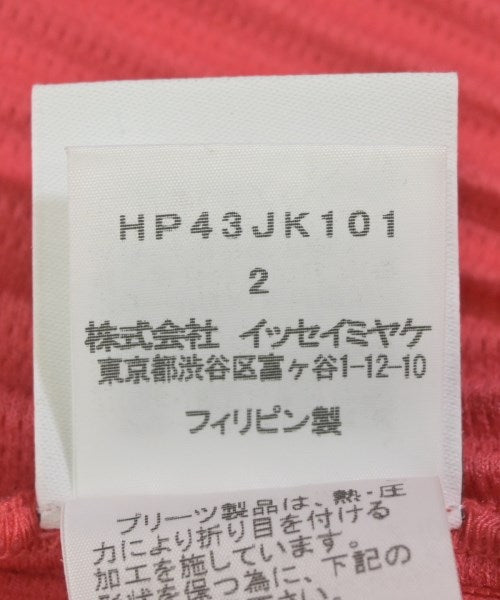 HP43JK101
2
株式会社 イッセイミヤケ
東京都渋谷区富ヶ谷1-12-10
フィリピン製
プリーツ製品は、熱・圧
力により折り目を付ける
加工を施しています。
形状を保つ為に、下記の